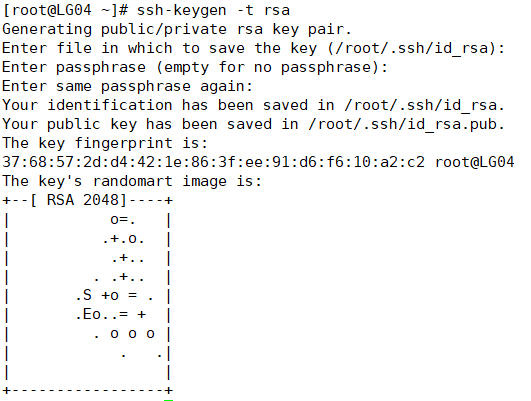 [root@LG04 ~]# ssh-keygen -t rsa
Generating public/private rsa key pair.
Enter file in which to save the key (/root/.ssh/id_rsa):
Enter passphrase (empty for no passphrase):
Enter same passphrase again:
Your identification has been saved in /root/.ssh/id_rsa.
Your public key has been saved in /root/.ssh/id_rsa.pub.
The key fingerprint is:
37:68:57:2d:d4:42:1e:86:3f:ee:91:d6:f6:10:a2:c2 root@LG04
The key's randomart image is:
+--[ RSA 2048]----+
|           o=.   |
|          .+.o.  |
|           .+..  |
|         . .+..  |
|       .S +o = . |
|       .Eo..= +  |
|         . o o o |
|            .   .|
|                 |
+-----------------+